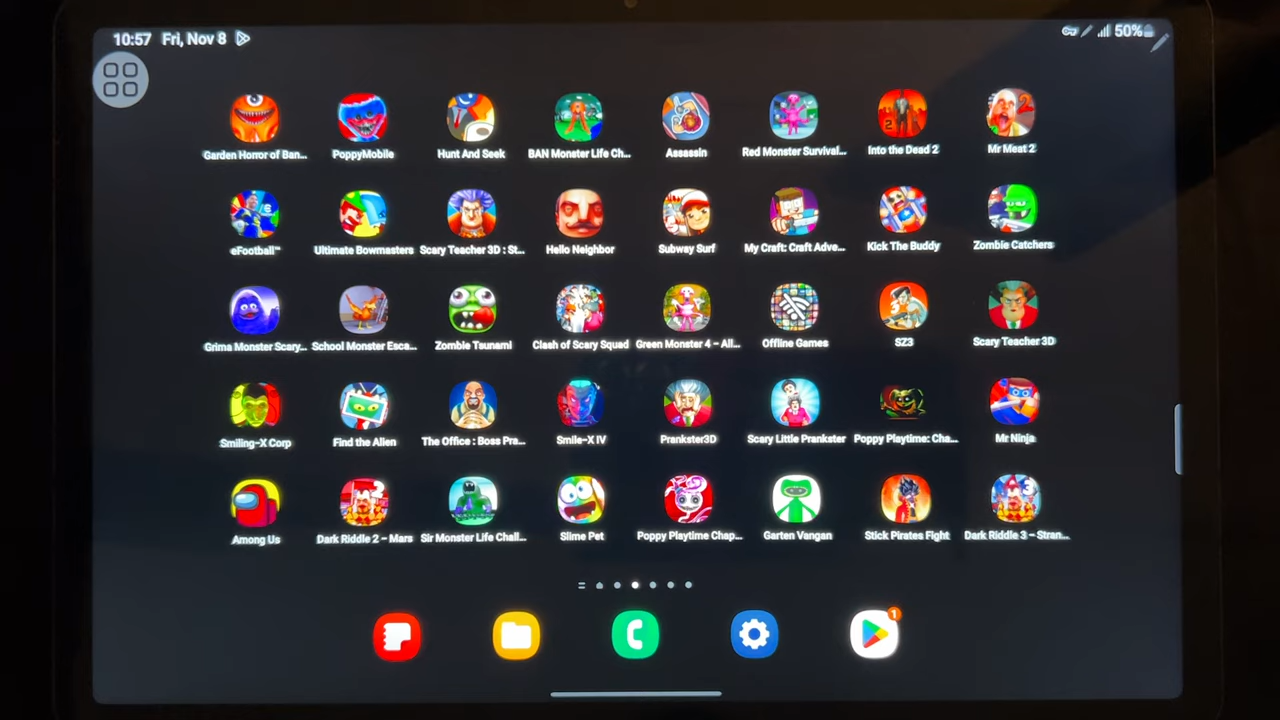 10:57 Fri, Nov 8 50%
Garden Horror of Ban... PoppyMobile Hunt And Seek BAN Monster Life Ch... Assassin Red Monster Survival... Into the Dead 2 Mr Meat 2
eFootball™ Ultimate Bowmasters Scary Teacher 3D : St... Hello Neighbor Subway Surf My Craft: Craft Adve... Kick The Buddy Zombie Catchers
Grima Monster Scary... School Monster Esca... Zombie Tsunami Clash of Scary Squad Green Monster 4 – All... Offline Games SZ3 Scary Teacher 3D
Smiling-X Corp Find the Alien The Office : Boss Pra... Smile-X IV Prankster3D Scary Little Prankster Poppy Playtime: Cha... Mr Ninja
Among Us Dark Riddle 2 – Mars Sir Monster Life Chall... Slime Pet Poppy Playtime Chap... Garten Vangan Stick Pirates Fight Dark Riddle 3 – Stran...
1